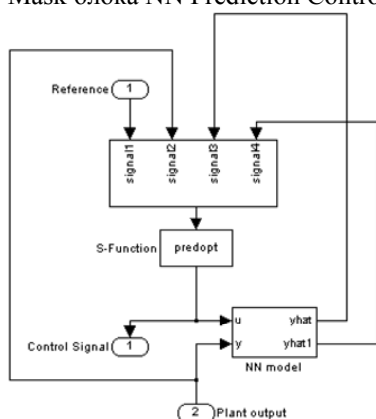 Mask блока NN Prediction Contro
Reference
1
signal1
signal2
signal3
signal4
S-Function
predopt
Control Signal
1
u
y
yhat
yhat1
NN model
2
Plant output